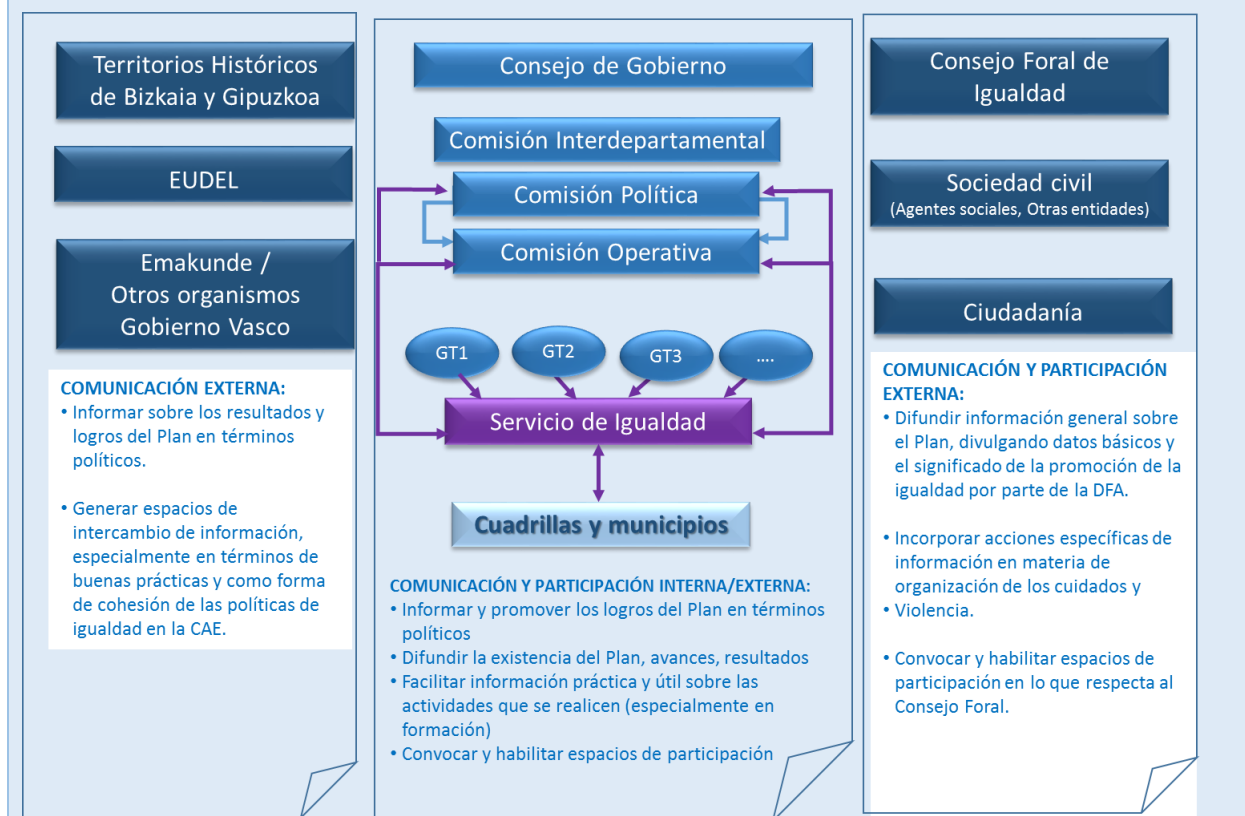 Territorios Históricos
de Bizkaia y Gipuzkoa
EUDEL
Emakunde /
Otros organismos
Gobierno Vasco
COMUNICACIÓN EXTERNA:
• Informar sobre los resultados y
logros del Plan en términos
políticos.
• Generar espacios de
intercambio de información,
especialmente en términos de
buenas prácticas y como forma
de cohesión de las políticas de
igualdad en la CAE.
Consejo de Gobierno
Comisión Interdepartamental
Comisión Política
Comisión Operativa
GT1
GT2
GT3
....
Servicio de Igualdad
Cuadrillas y municipios
COMUNICACIÓN Y PARTICIPACIÓN INTERNA/EXTERNA:
• Informar y promover los logros del Plan en términos
políticos
• Difundir la existencia del Plan, avances, resultados
• Facilitar información práctica y útil sobre las
actividades que se realicen (especialmente en
formación)
• Convocar y habilitar espacios de participación
Consejo Foral de
Igualdad
Sociedad civil
(Agentes sociales, Otras entidades)
Ciudadanía
COMUNICACIÓN Y PARTICIPACIÓN
EXTERNA:
• Difundir información general sobre
el Plan, divulgando datos básicos y
el significado de la promoción de la
igualdad por parte de la DFA.
• Incorporar acciones específicas de
información en materia de
organización de los cuidados y
• Violencia.
• Convocar y habilitar espacios de
participación en lo que respecta al
Consejo Foral.